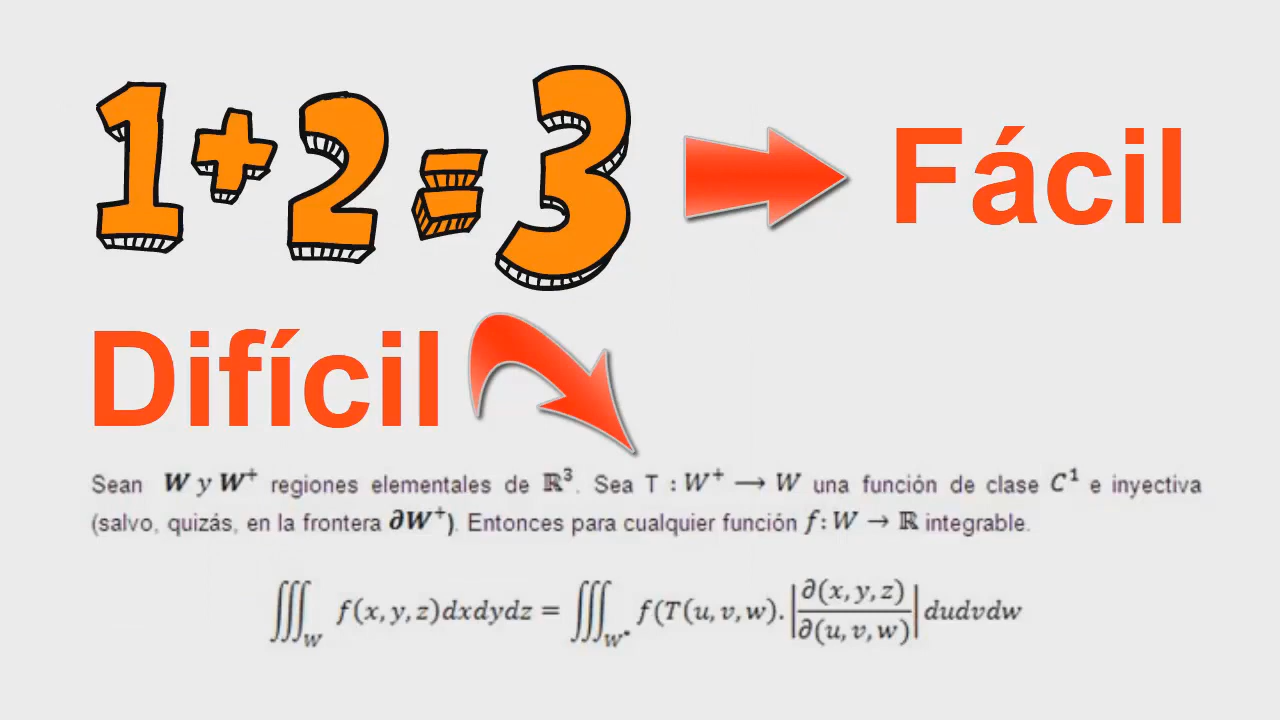 1+2=3 Fácil
Difícil
Sean W y W⁺ regiones elementales de ℝ³. Sea T : W⁺ ⟶ W una función de clase C¹ e inyectiva
(salvo, quizás, en la frontera ∂W⁺). Entonces para cualquier función f: W → ℝ integrable.
∭_W f(x, y, z)dxdydz = ∭_W* f(T(u, v, w). |∂(x, y, z)/∂(u, v, w)| dudvdw